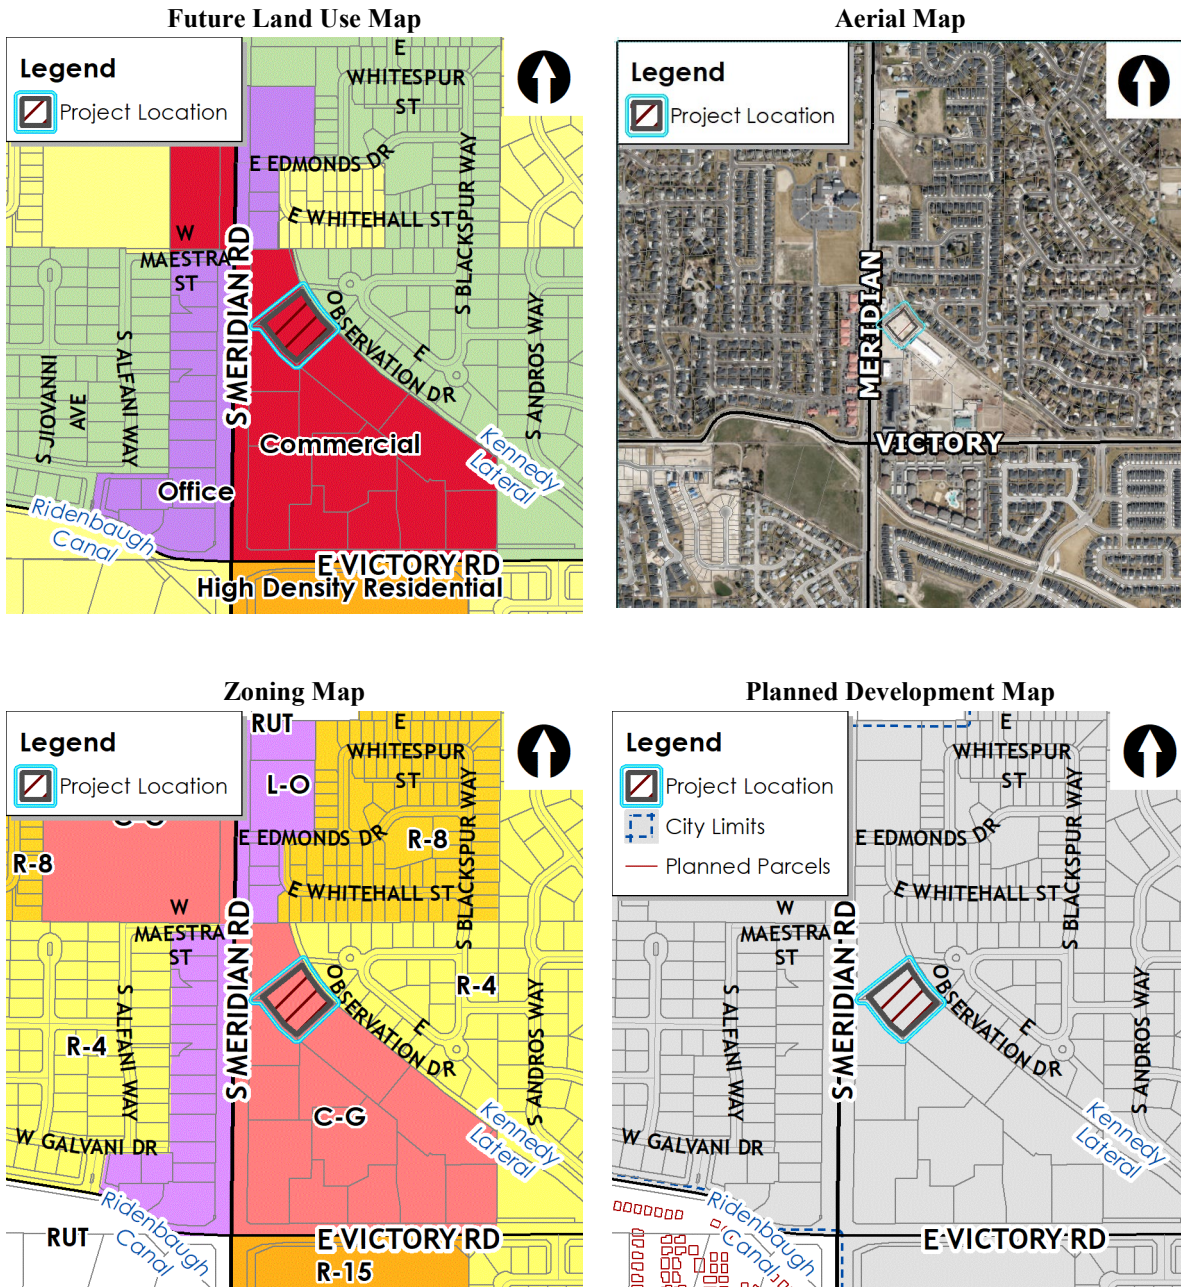 Future Land Use Map
Legend
Project Location
E
WHITESPUR
ST
E EDMONDS DR
E WHITEHALL ST
S BLACKSPUR WAY
W
MAESTRA
ST
S MERIDIAN RD
OBSERVATION DR
E
S ANDROS WAY
S ALFANI WAY
S JIOVANNI
AVE
Commercial
Kennedy
Lateral
Office
Ridenbaugh
Canal
E VICTORY RD
High Density Residential
Aerial Map
Legend
Project Location
MERIDIAN
VICTORY
Zoning Map
Legend
Project Location
RUT
E
WHITESPUR
ST
L-O
E EDMONDS DR
R-8
R-8
E WHITEHALL ST
S BLACKSPUR WAY
W
MAESTRA
ST
S MERIDIAN RD
OBSERVATION DR
E
R-4
S ANDROS WAY
S ALFANI WAY
R-4
C-G
W GALVANI DR
Kennedy
Lateral
Ridenbaugh
Canal
RUT
E VICTORY RD
R-15
Planned Development Map
Legend
Project Location
City Limits
Planned Parcels
E
WHITESPUR
ST
E EDMONDS DR
E WHITEHALL ST
S BLACKSPUR WAY
W
MAESTRA
ST
S MERIDIAN RD
OBSERVATION DR
E
S ANDROS WAY
S ALFANI WAY
W GALVANI DR
Kennedy
Lateral
Ridenbaugh
Canal
E VICTORY RD